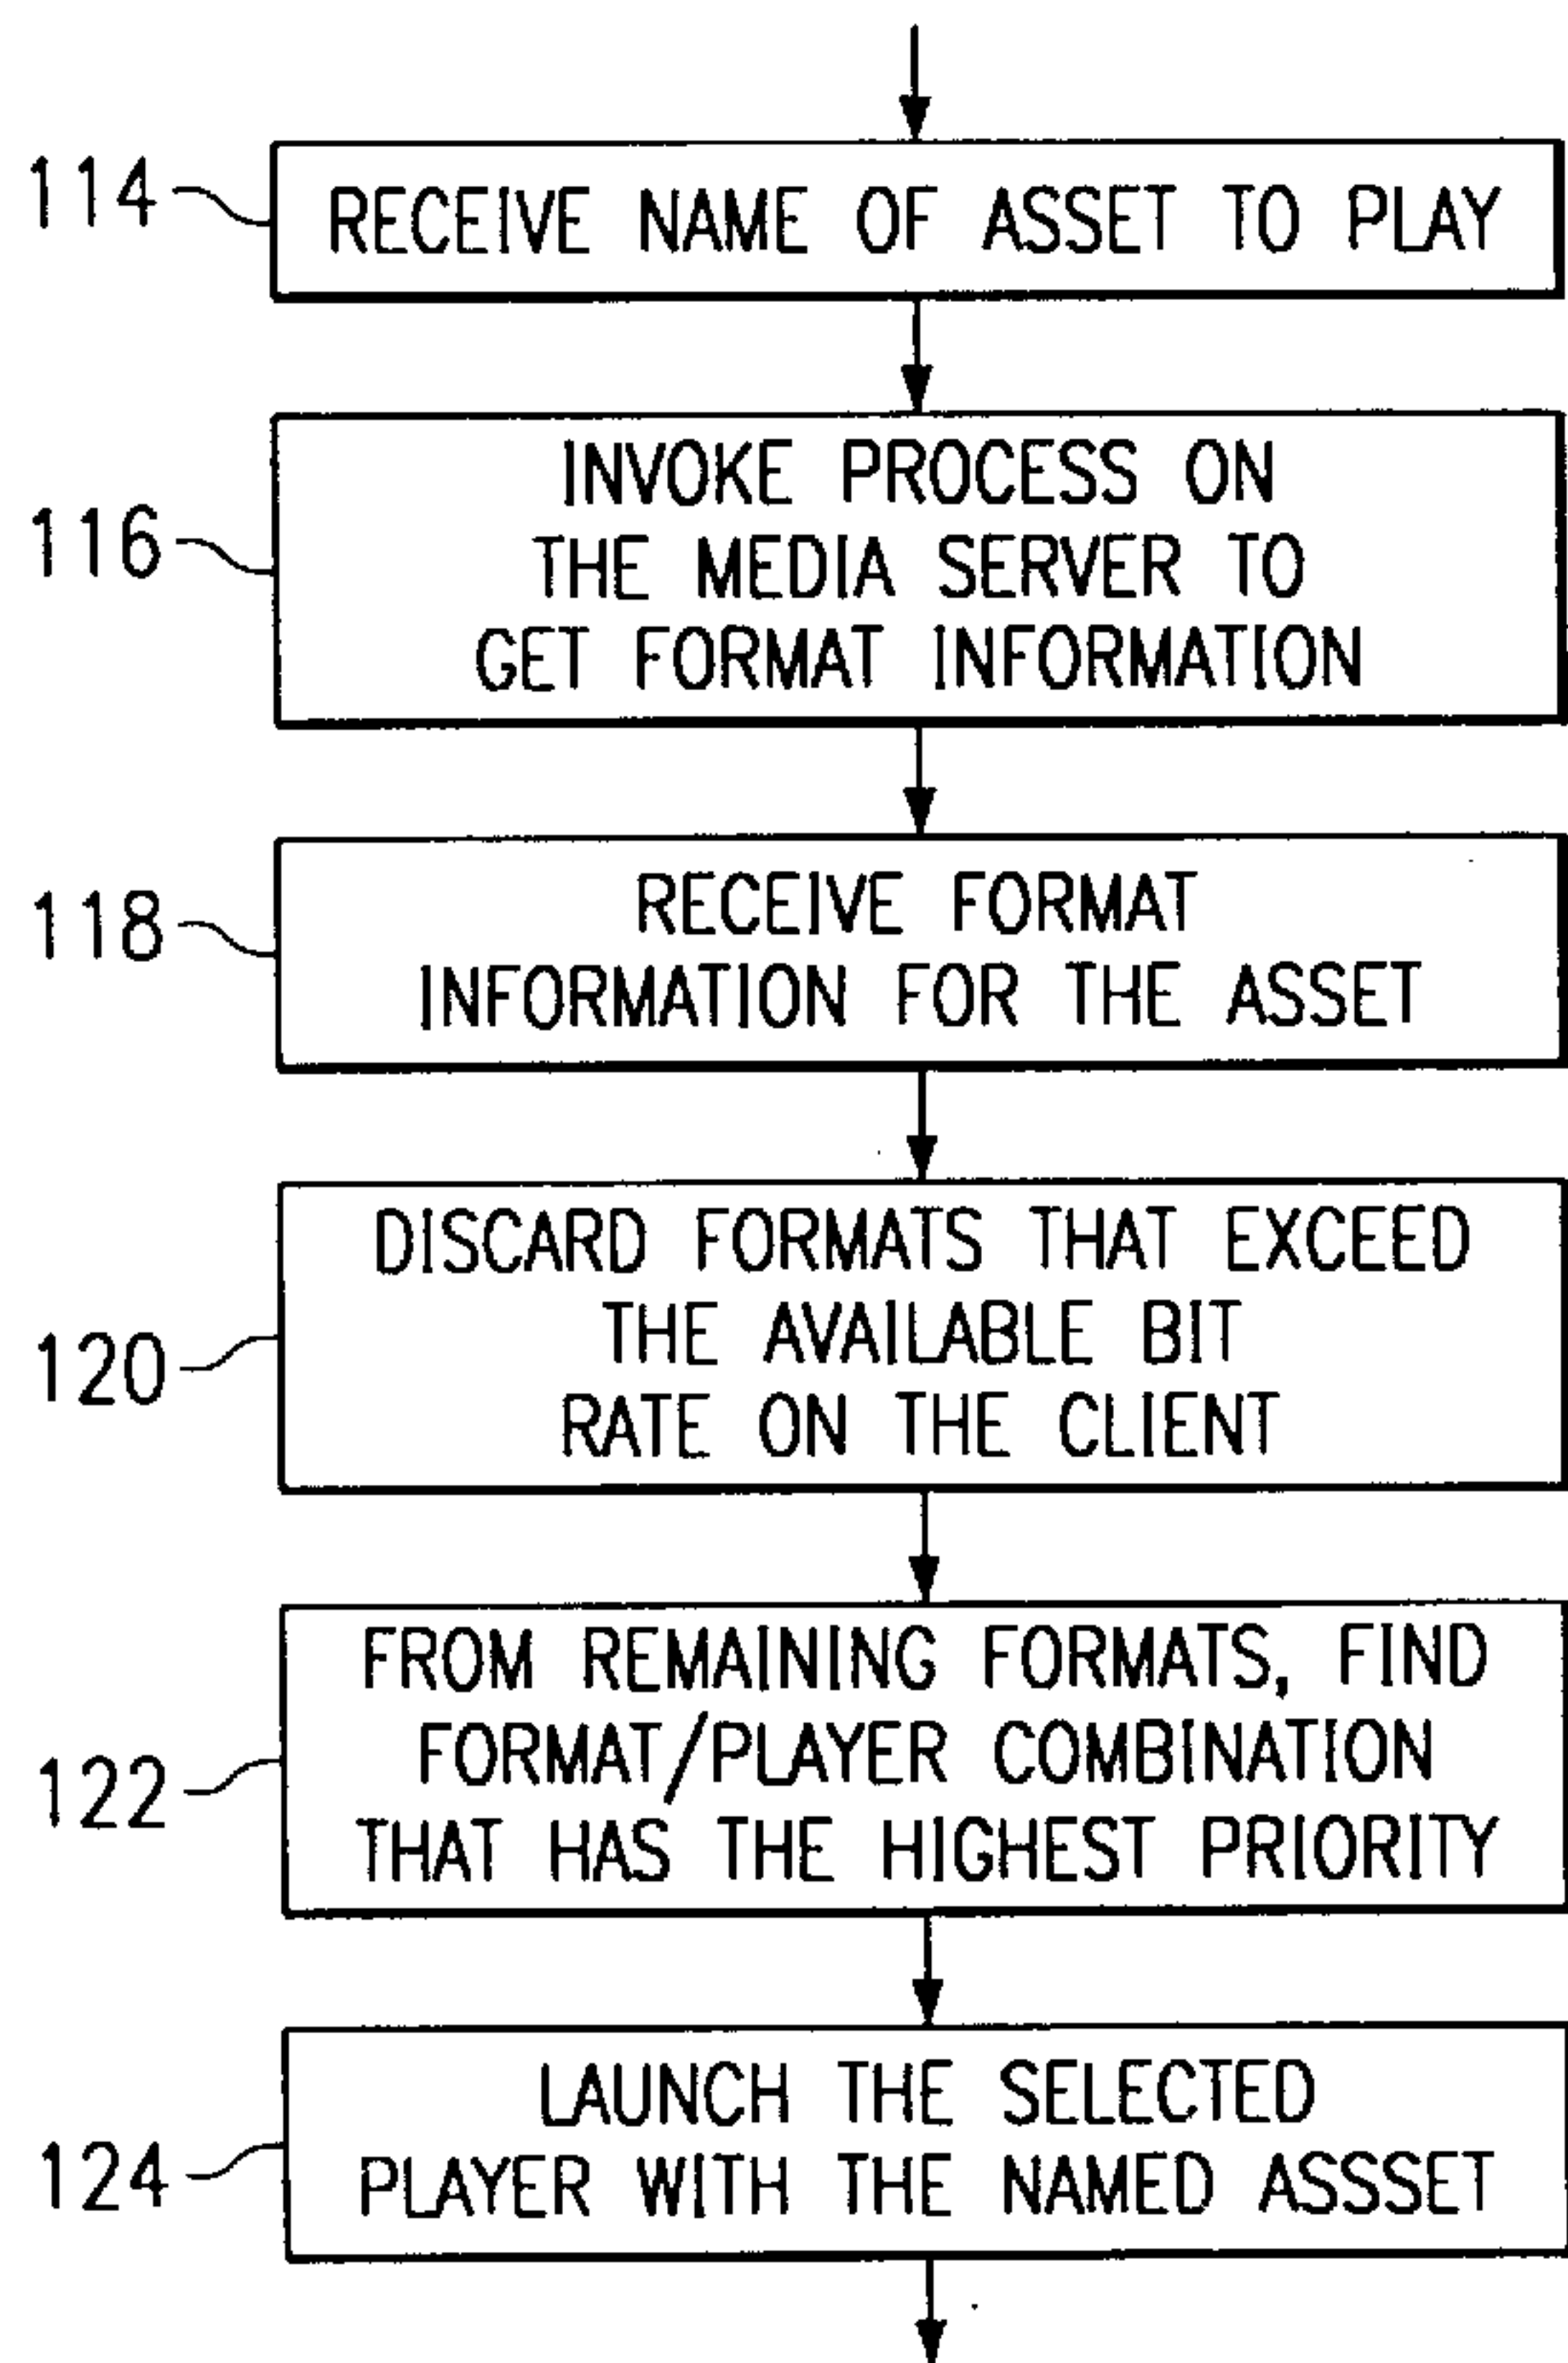 114
RECEIVE NAME OF ASSET TO PLAY
116
INVOKE PROCESS ON
THE MEDIA SERVER TO
GET FORMAT INFORMATION
118
RECEIVE FORMAT
INFORMATION FOR THE ASSET
120
DISCARD FORMATS THAT EXCEED
THE AVAILABLE BIT
RATE ON THE CLIENT
122
FROM REMAINING FORMATS, FIND
FORMAT/PLAYER COMBINATION
THAT HAS THE HIGHEST PRIORITY
124
LAUNCH THE SELECTED
PLAYER WITH THE NAMED ASSSET